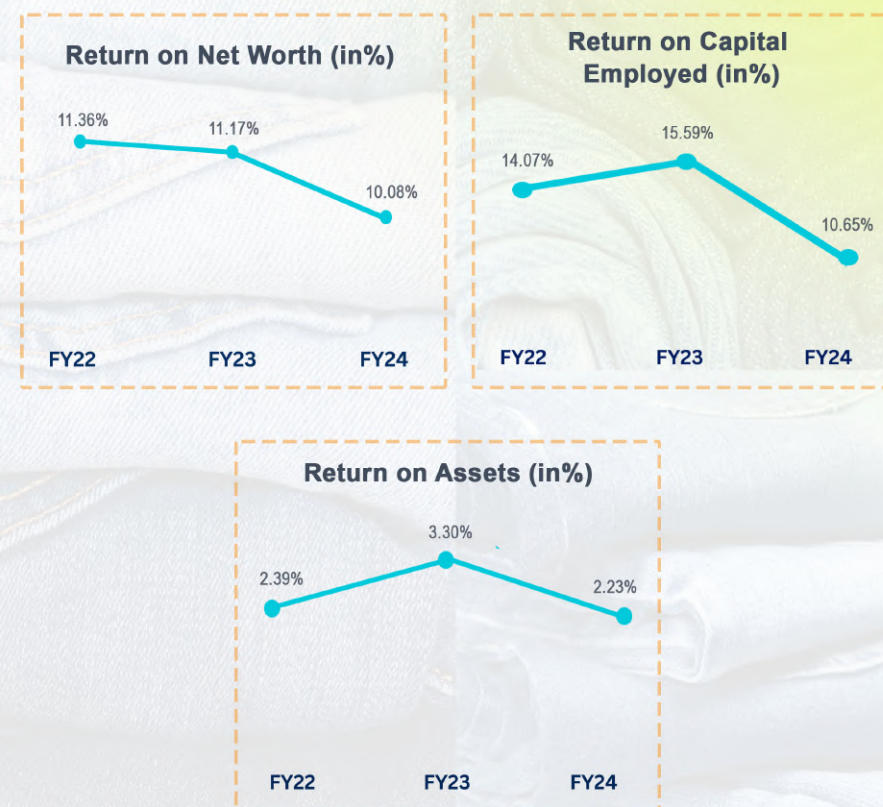 Return on Net Worth (in%)
11.36%
11.17%
10.08%
FY22
FY23
FY24
Return on Capital
Employed (in%)
14.07%
15.59%
10.65%
FY22
FY23
FY24
Return on Assets (in%)
2.39%
3.30%
2.23%
FY22
FY23
FY24